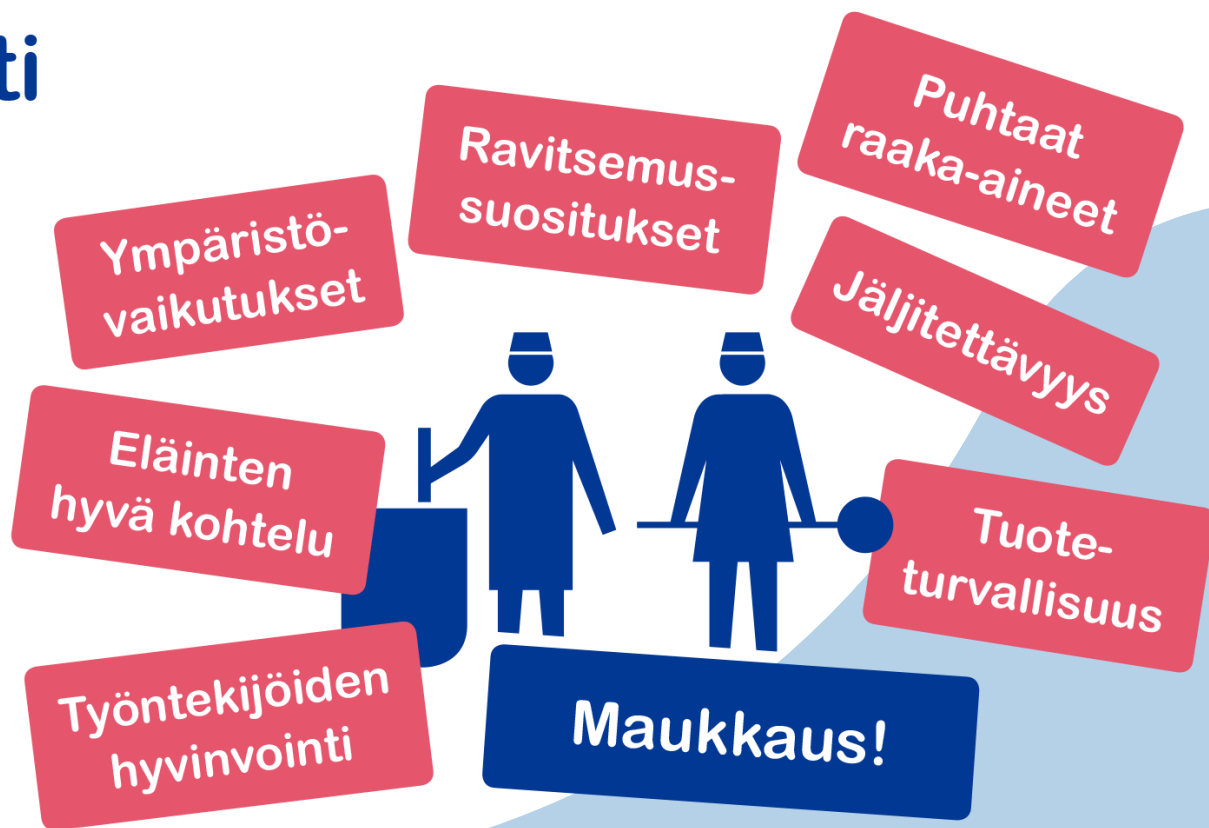 ti
Puhtaat
raaka-aineet
Ravitsemus-
suositukset
Ympäristö-
vaikutukset
Jäljitettävyys
Eläinten
hyvä kohtelu
Tuote-
turvallisuus
Työntekijöiden
hyvinvointi
Maukkaus!